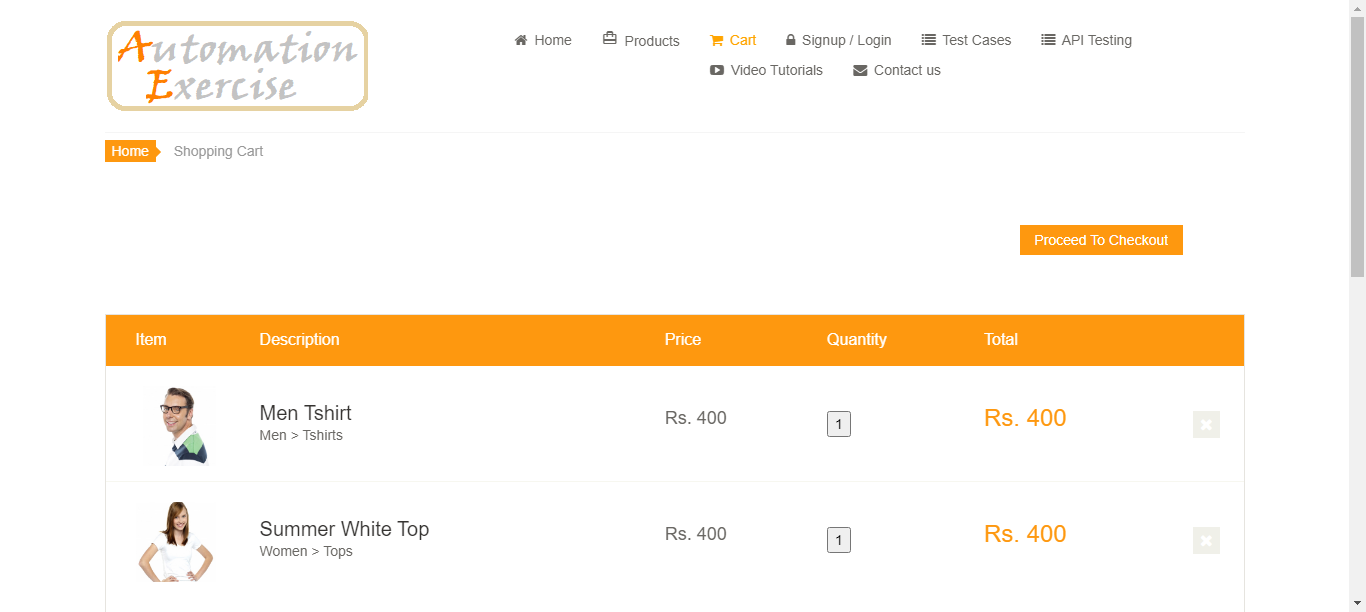 Automation
Exercise
Home Products Cart Signup / Login Test Cases API Testing
Video Tutorials Contact us
Home Shopping Cart
Proceed To Checkout
Item Description Price Quantity Total
Men Tshirt Rs. 400 1 Rs. 400
Men > Tshirts
Summer White Top Rs. 400 1 Rs. 400
Women > Tops